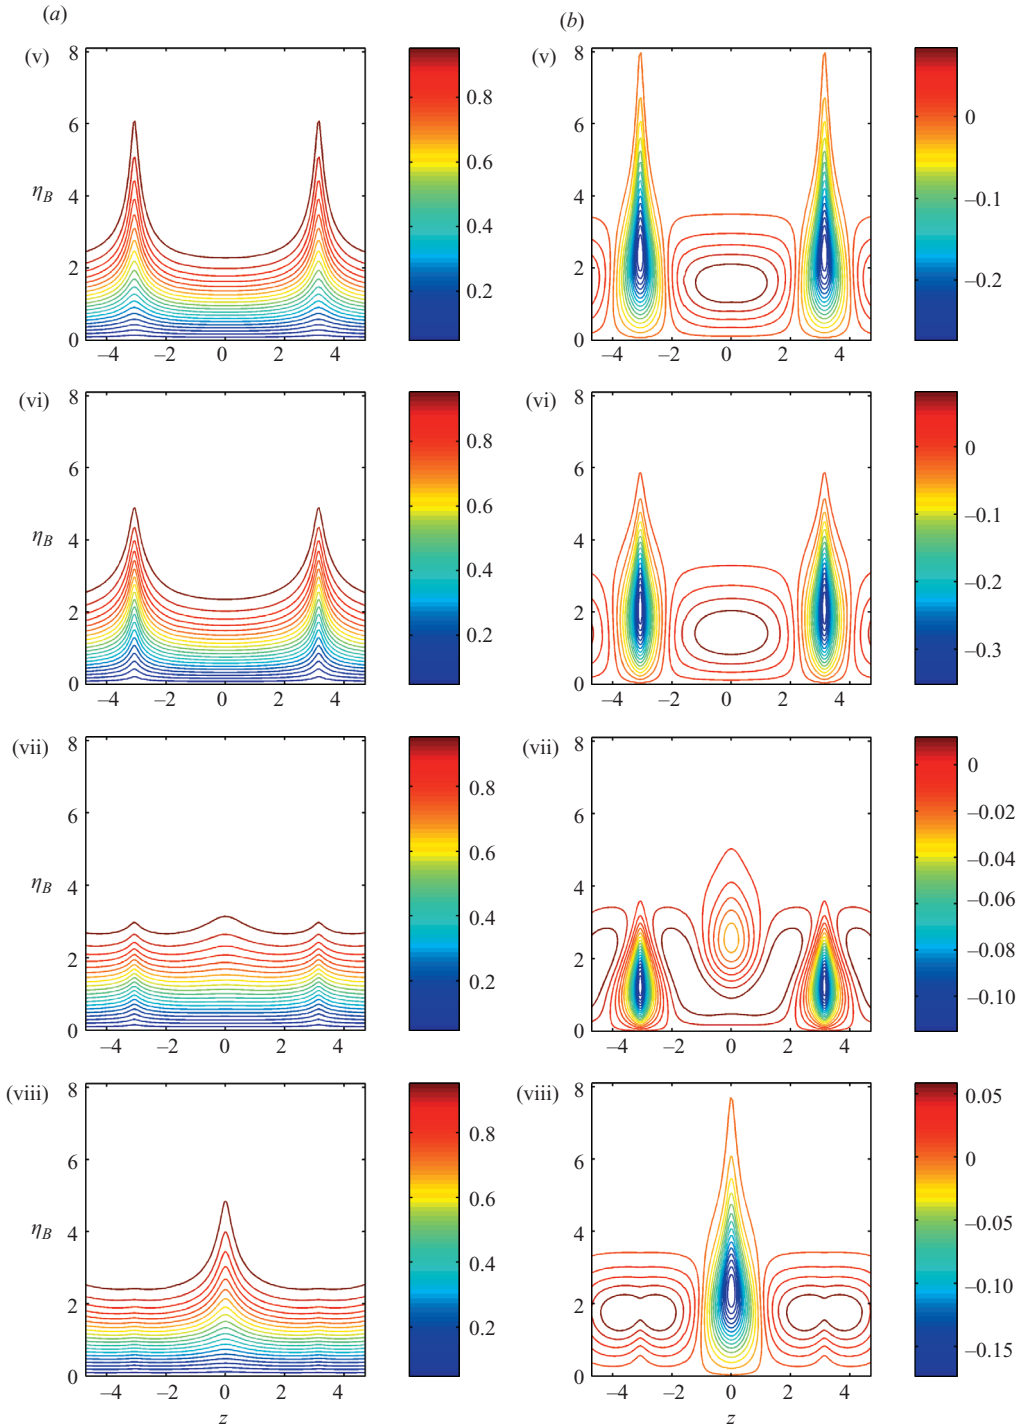 (a) (b)
(v) 8 6 η_B 4 2 0 –4 –2 0 2 4 0.8 0.6 0.4 0.2
(v) 8 6 4 2 0 –4 –2 0 2 4 0 –0.1 –0.2
(vi) 8 6 η_B 4 2 0 –4 –2 0 2 4 0.8 0.6 0.4 0.2
(vi) 8 6 4 2 0 –4 –2 0 2 4 0 –0.1 –0.2 –0.3
(vii) 8 6 η_B 4 2 0 –4 –2 0 2 4 0.8 0.6 0.4 0.2
(vii) 8 6 4 2 0 –4 –2 0 2 4 0 –0.02 –0.04 –0.06 –0.08 –0.10
(viii) 8 6 η_B 4 2 0 –4 –2 0 2 4 z 0.8 0.6 0.4 0.2
(viii) 8 6 4 2 0 –4 –2 0 2 4 z 0.05 0 –0.05 –0.10 –0.15